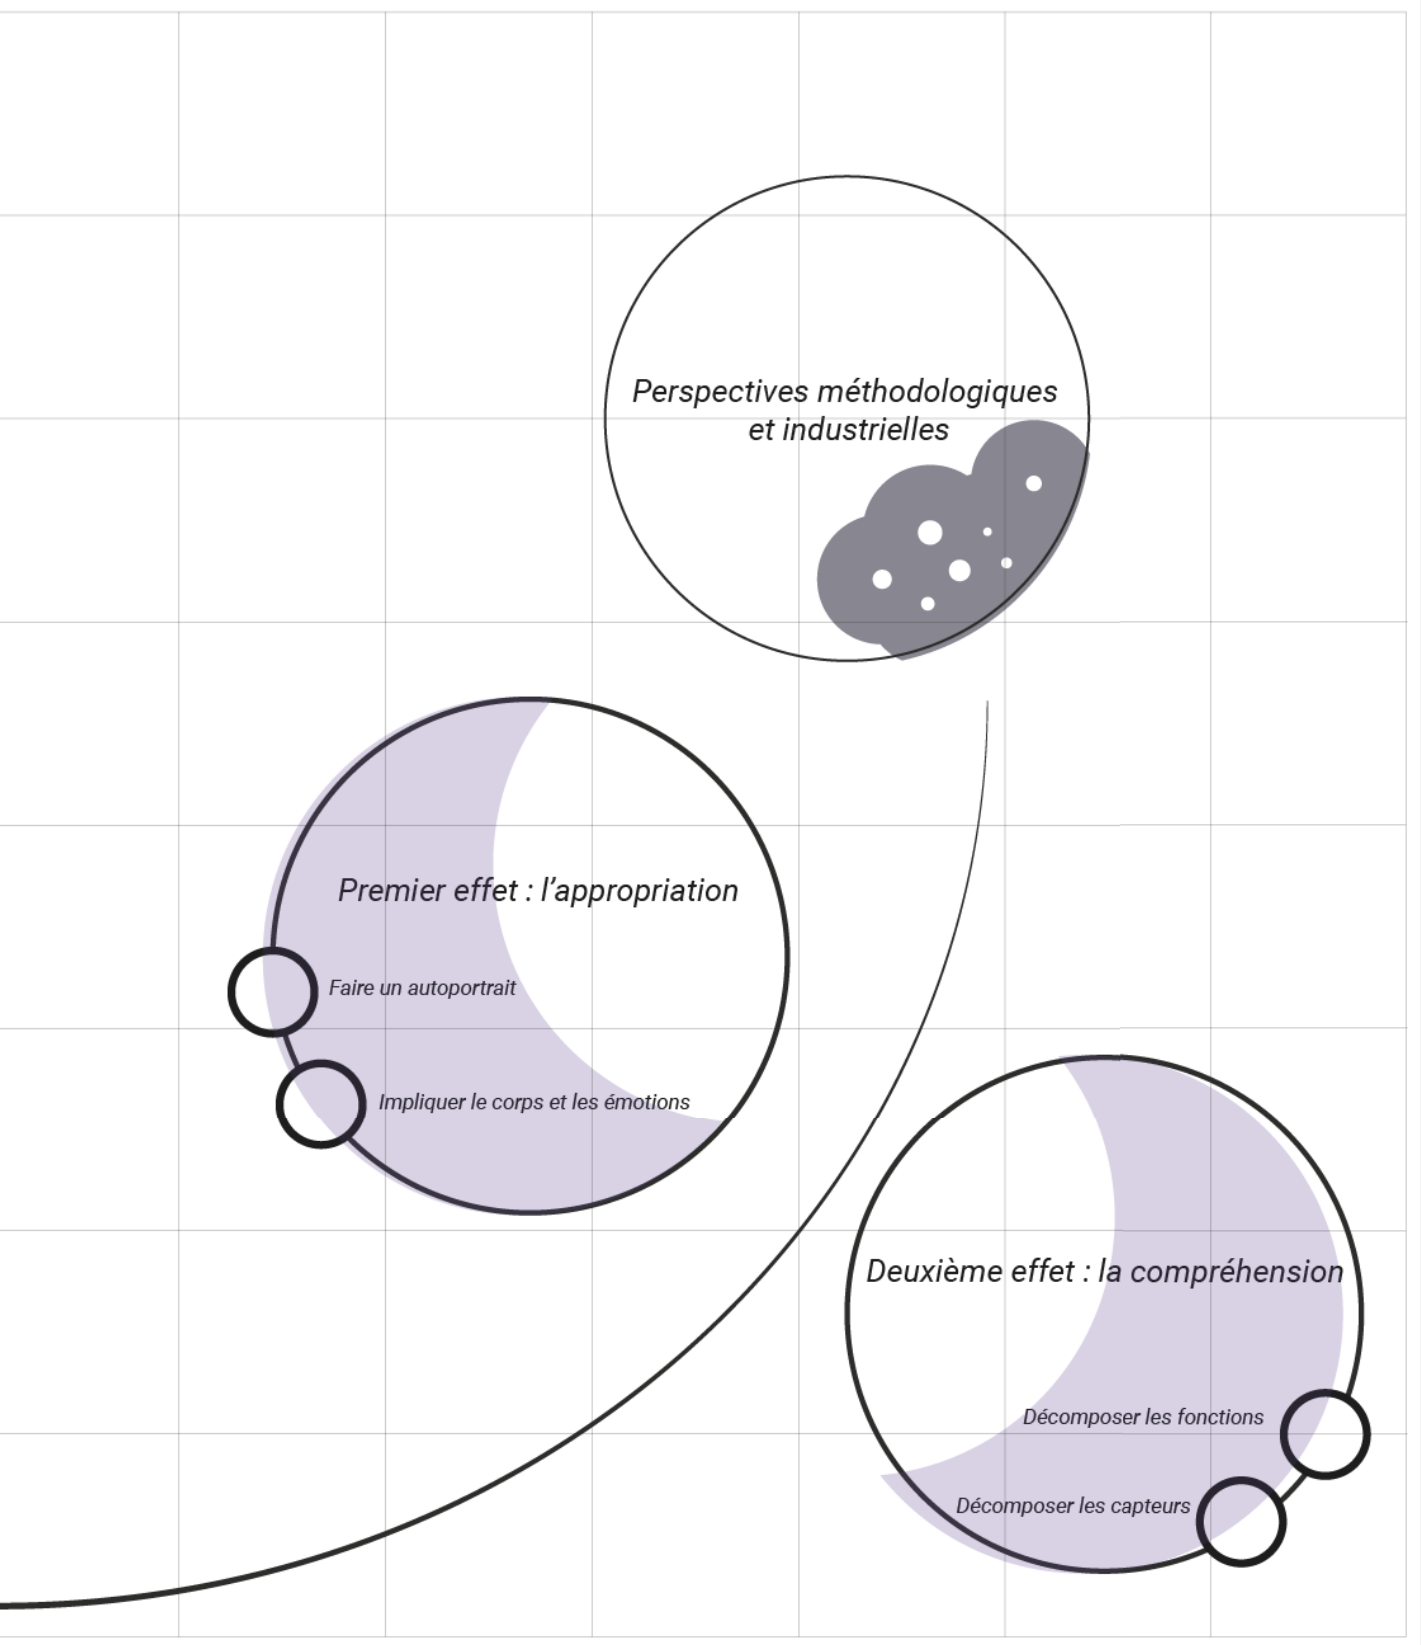 Perspectives méthodologiques
et industrielles
Premier effet : l’appropriation
Faire un autoportrait
Impliquer le corps et les émotions
Deuxième effet : la compréhension
Décomposer les fonctions
Décomposer les capteurs